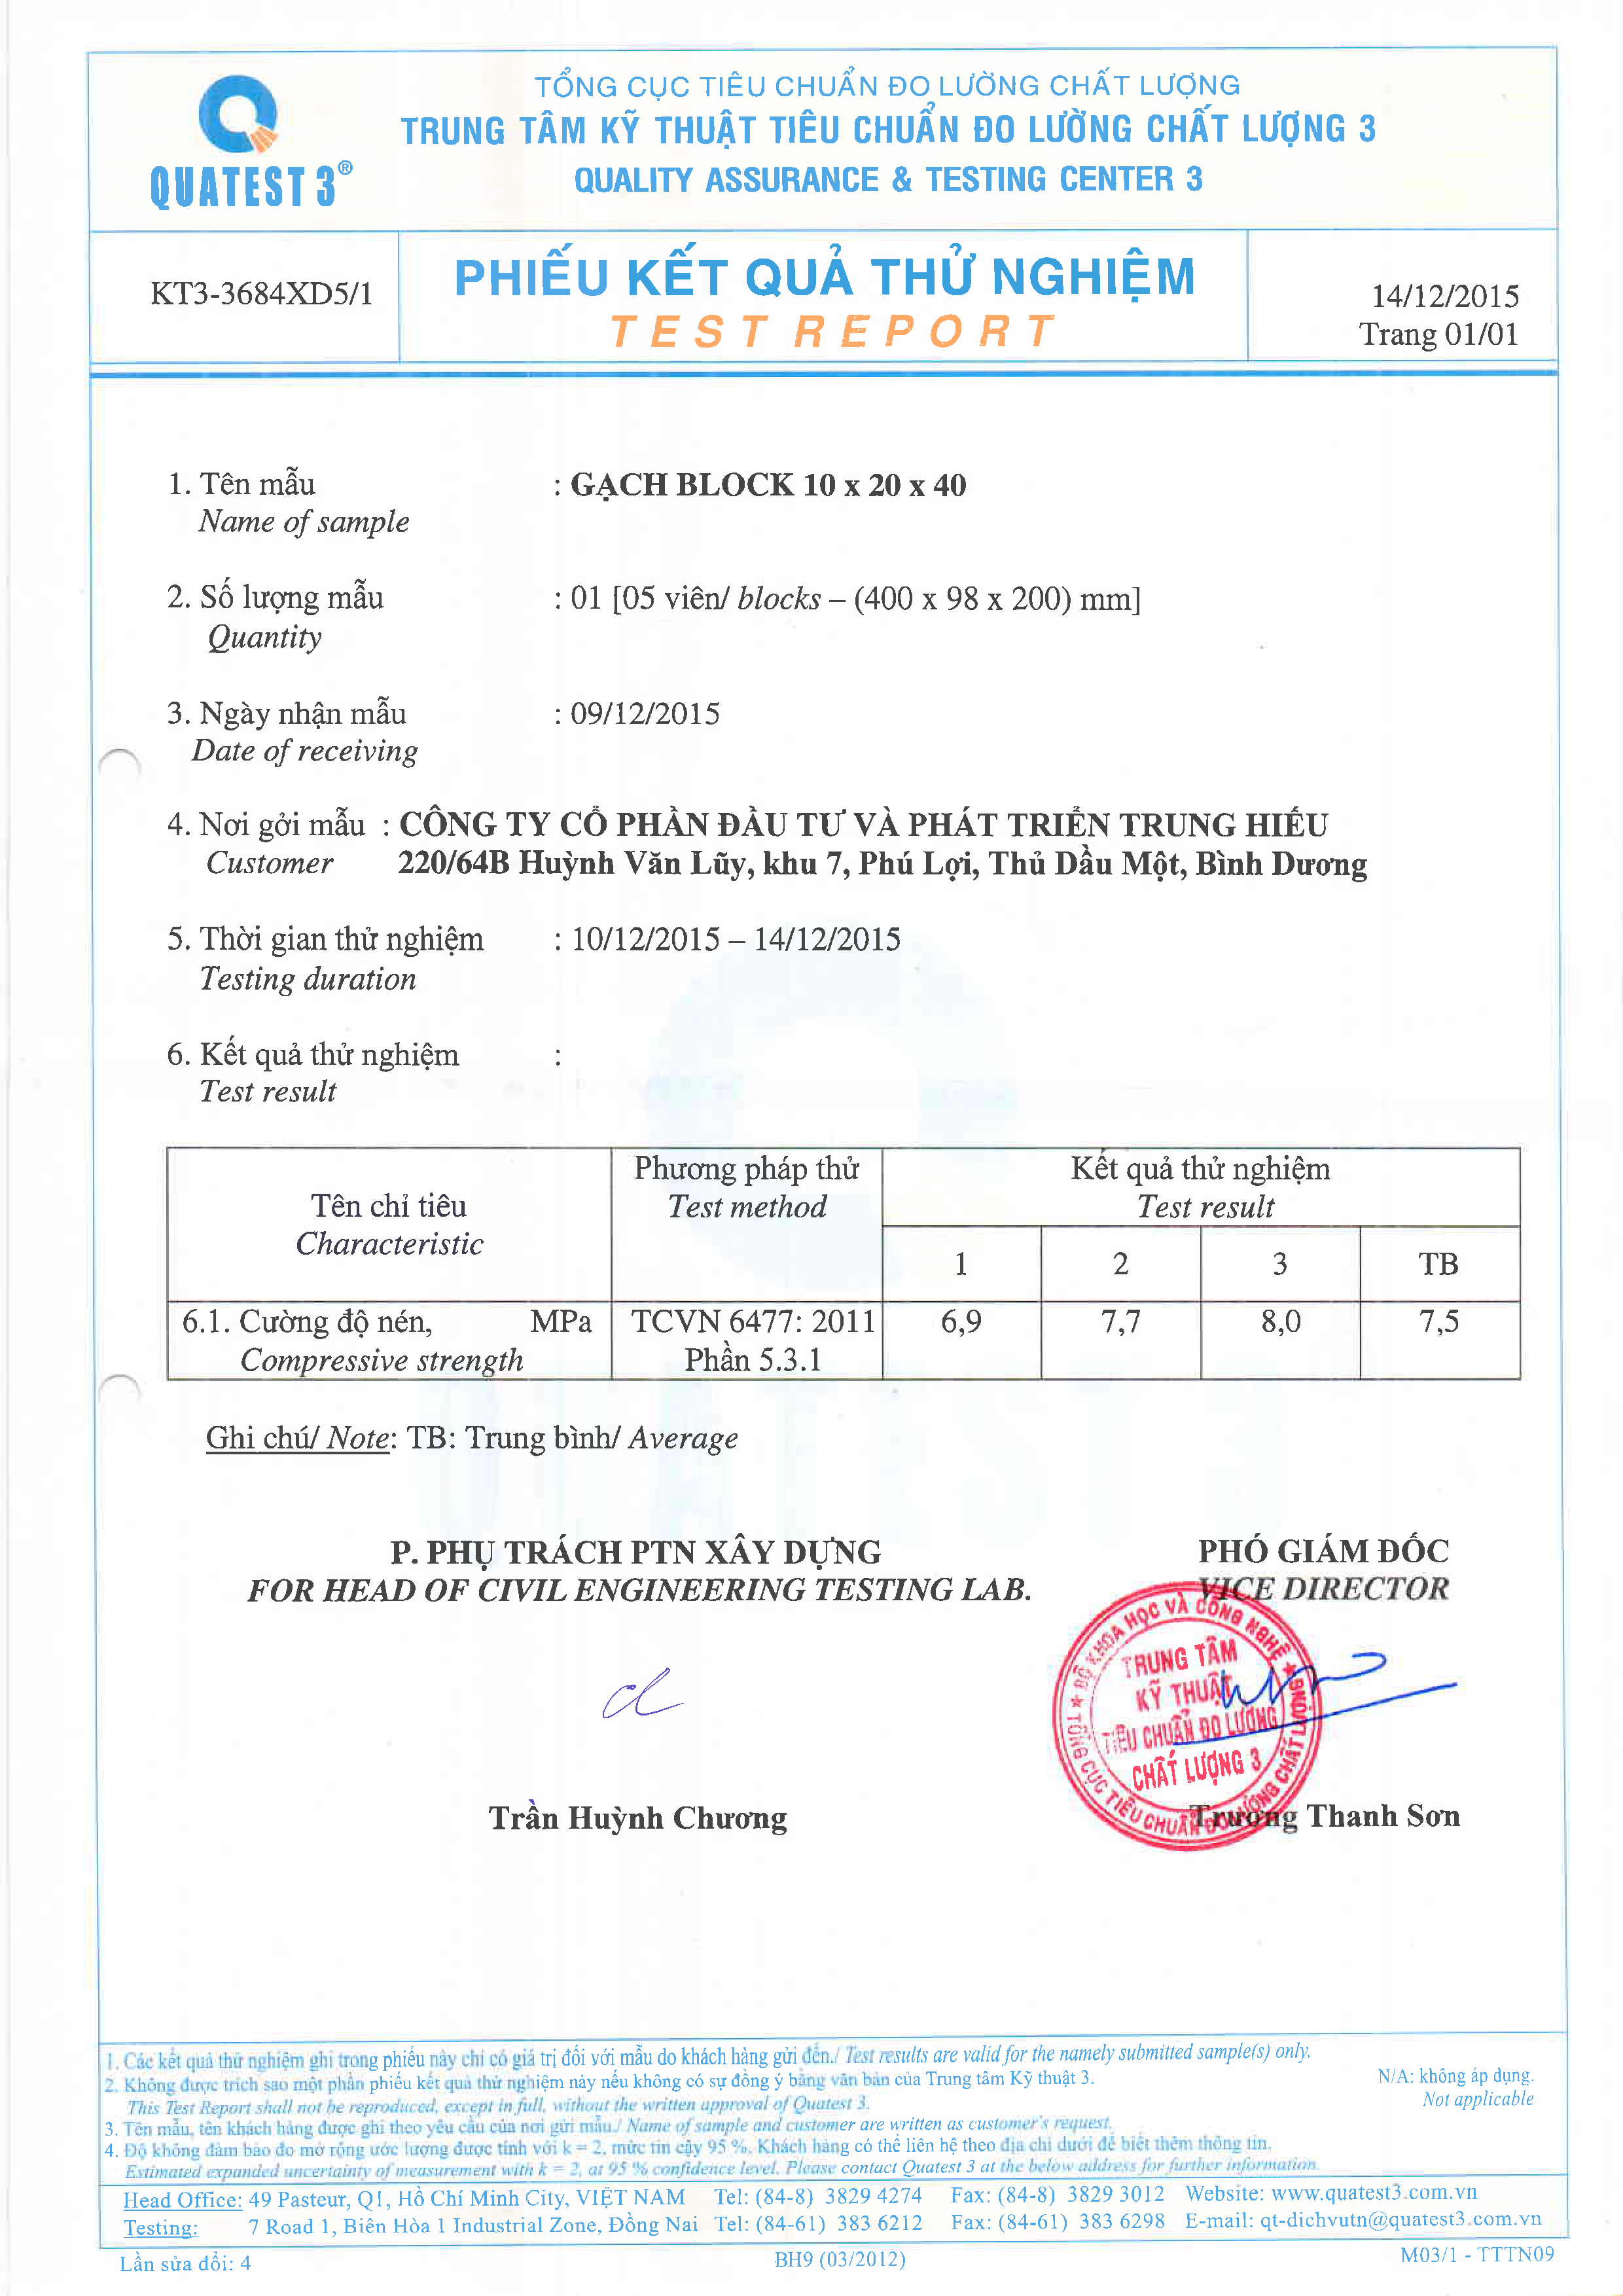 TỔNG CỤC TIÊU CHUẨN ĐO LƯỜNG CHẤT LƯỢNG
TRUNG TÂM KỸ THUẬT TIÊU CHUẨN ĐO LƯỜNG CHẤT LƯỢNG 3
QUALITY ASSURANCE & TESTING CENTER 3
QUATEST 3®
KT3-3684XD5/1
PHIẾU KẾT QUẢ THỬ NGHIỆM
TEST REPORT
14/12/2015
Trang 01/01
1. Tên mẫu : GẠCH BLOCK 10 x 20 x 40
Name of sample
2. Số lượng mẫu : 01 [05 viên/ blocks – (400 x 98 x 200) mm]
Quantity
3. Ngày nhận mẫu : 09/12/2015
Date of receiving
4. Nơi gởi mẫu : CÔNG TY CỔ PHẦN ĐẦU TƯ VÀ PHÁT TRIỂN TRUNG HIẾU
Customer 220/64B Huỳnh Văn Lũy, khu 7, Phú Lợi, Thủ Dầu Một, Bình Dương
5. Thời gian thử nghiệm : 10/12/2015 – 14/12/2015
Testing duration
6. Kết quả thử nghiệm :
Test result
Tên chỉ tiêu
Characteristic
Phương pháp thử
Test method
Kết quả thử nghiệm
Test result
1 2 3 TB
6.1. Cường độ nén, MPa TCVN 6477: 2011 6,9 7,7 8,0 7,5
Compressive strength Phần 5.3.1
Ghi chú/ Note: TB: Trung bình/ Average
P. PHỤ TRÁCH PTN XÂY DỰNG
FOR HEAD OF CIVIL ENGINEERING TESTING LAB.
PHÓ GIÁM ĐỐC
VICE DIRECTOR
BỘ KHOA HỌC VÀ CÔNG NGHỆ ★ TỔNG CỤC TIÊU CHUẨN ĐO LƯỜNG CHẤT LƯỢNG ★
TRUNG TÂM
KỸ THUẬT
TIÊU CHUẨN ĐO LƯỜNG
CHẤT LƯỢNG 3
Trần Huỳnh Chương
Trương Thanh Sơn
1. Các kết quả thử nghiệm ghi trong phiếu này chỉ có giá trị đối với mẫu do khách hàng gửi đến./ Test results are valid for the namely submitted sample(s) only.
2. Không được trích sao một phần phiếu kết quả thử nghiệm này nếu không có sự đồng ý bằng văn bản của Trung tâm Kỹ thuật 3.
This Test Report shall not be reproduced, except in full, without the written approval of Quatest 3.
3. Tên mẫu, tên khách hàng được ghi theo yêu cầu của nơi gửi mẫu./ Name of sample and customer are written as customer's request.
4. Độ không đảm bảo đo mở rộng ước lượng được tính với k = 2, mức tin cậy 95 %. Khách hàng có thể liên hệ theo địa chỉ dưới để biết thêm thông tin.
Estimated expanded uncertainty of measurement with k = 2, at 95 % confidence level. Please contact Quatest 3 at the below address for further information.
N/A: không áp dụng.
Not applicable
Head Office: 49 Pasteur, Q1, Hồ Chí Minh City, VIỆT NAM Tel: (84-8) 3829 4274 Fax: (84-8) 3829 3012 Website: www.quatest3.com.vn
Testing: 7 Road 1, Biên Hòa 1 Industrial Zone, Đồng Nai Tel: (84-61) 383 6212 Fax: (84-61) 383 6298 E-mail: qt-dichvutn@quatest3.com.vn
Lần sửa đổi: 4
BH9 (03/2012)
M03/1 - TTTN09